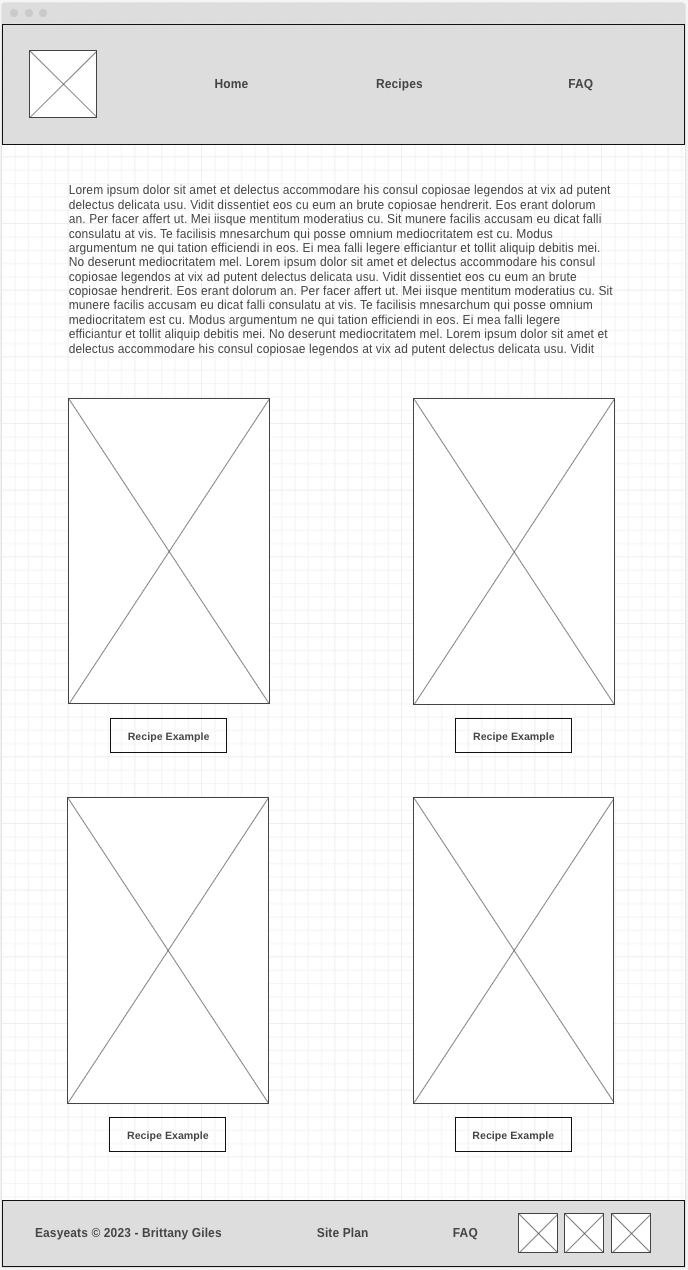 Home Recipes FAQ
Lorem ipsum dolor sit amet et delectus accommodare his consul copiosae legendos at vix ad putent
delectus delicata usu. Vidit dissentiet eos cu eum an brute copiosae hendrerit. Eos erant dolorum
an. Per facer affert ut. Mei iisque mentitum moderatius cu. Sit munere facilis accusam eu dicat falli
consulatu at vis. Te facilisis mnesarchum qui posse omnium mediocritatem est cu. Modus
argumentum ne qui tation efficiendi in eos. Ei mea falli legere efficiantur et tollit aliquip debitis mei.
No deserunt mediocritatem mel. Lorem ipsum dolor sit amet et delectus accommodare his consul
copiosae legendos at vix ad putent delectus delicata usu. Vidit dissentiet eos cu eum an brute
copiosae hendrerit. Eos erant dolorum an. Per facer affert ut. Mei iisque mentitum moderatius cu. Sit
munere facilis accusam eu dicat falli consulatu at vis. Te facilisis mnesarchum qui posse omnium
mediocritatem est cu. Modus argumentum ne qui tation efficiendi in eos. Ei mea falli legere
efficiantur et tollit aliquip debitis mei. No deserunt mediocritatem mel. Lorem ipsum dolor sit amet et
delectus accommodare his consul copiosae legendos at vix ad putent delectus delicata usu. Vidit
Recipe Example Recipe Example
Recipe Example Recipe Example
Easyeats © 2023 - Brittany Giles Site Plan FAQ